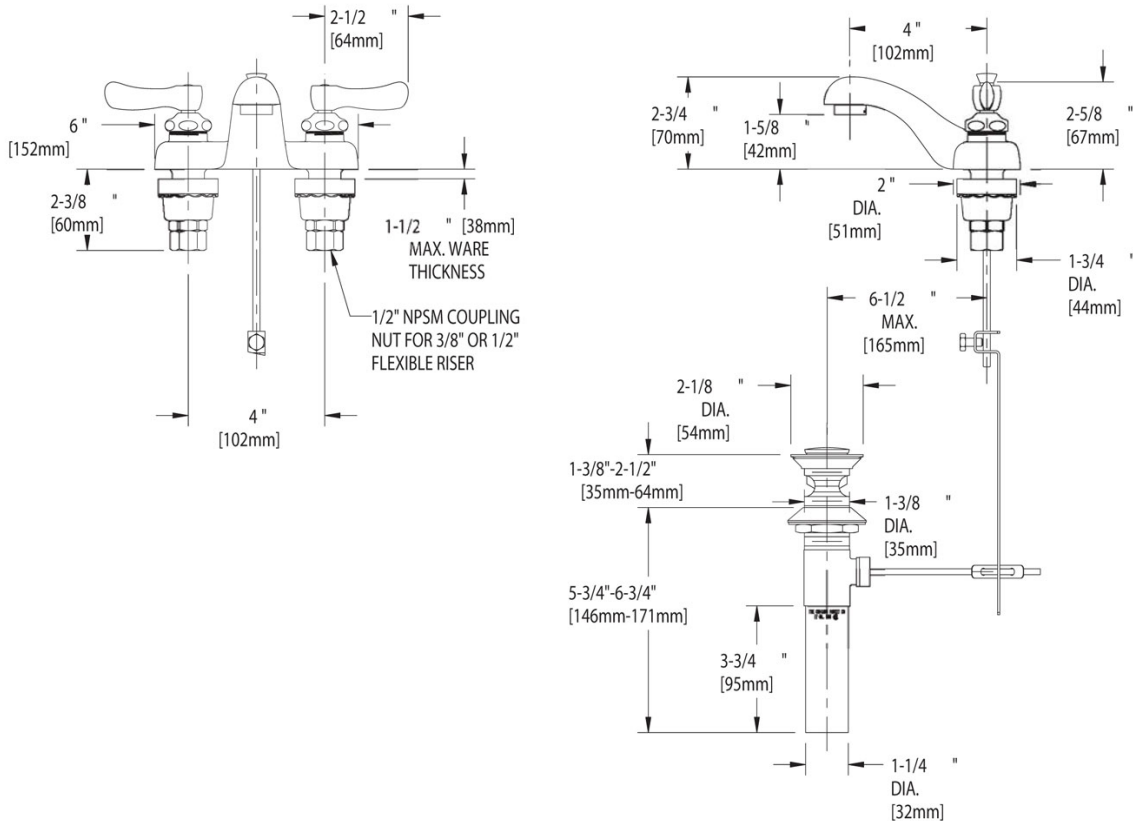 2-1/2 "
[64mm]
6 "
[152mm]
2-3/8 "
[60mm]
1-1/2 " [38mm]
MAX. WARE
THICKNESS
1/2" NPSM COUPLING
NUT FOR 3/8" OR 1/2"
FLEXIBLE RISER
4 "
[102mm]
4 "
[102mm]
2-3/4 "
[70mm]
1-5/8 "
[42mm]
2-5/8 "
[67mm]
2 "
DIA.
[51mm]
1-3/4 "
DIA.
[44mm]
6-1/2 "
MAX.
[165mm]
2-1/8 "
DIA.
[54mm]
1-3/8"-2-1/2"
[35mm-64mm]
1-3/8 "
DIA.
[35mm]
5-3/4"-6-3/4"
[146mm-171mm]
3-3/4 "
[95mm]
1-1/4 "
DIA.
[32mm]